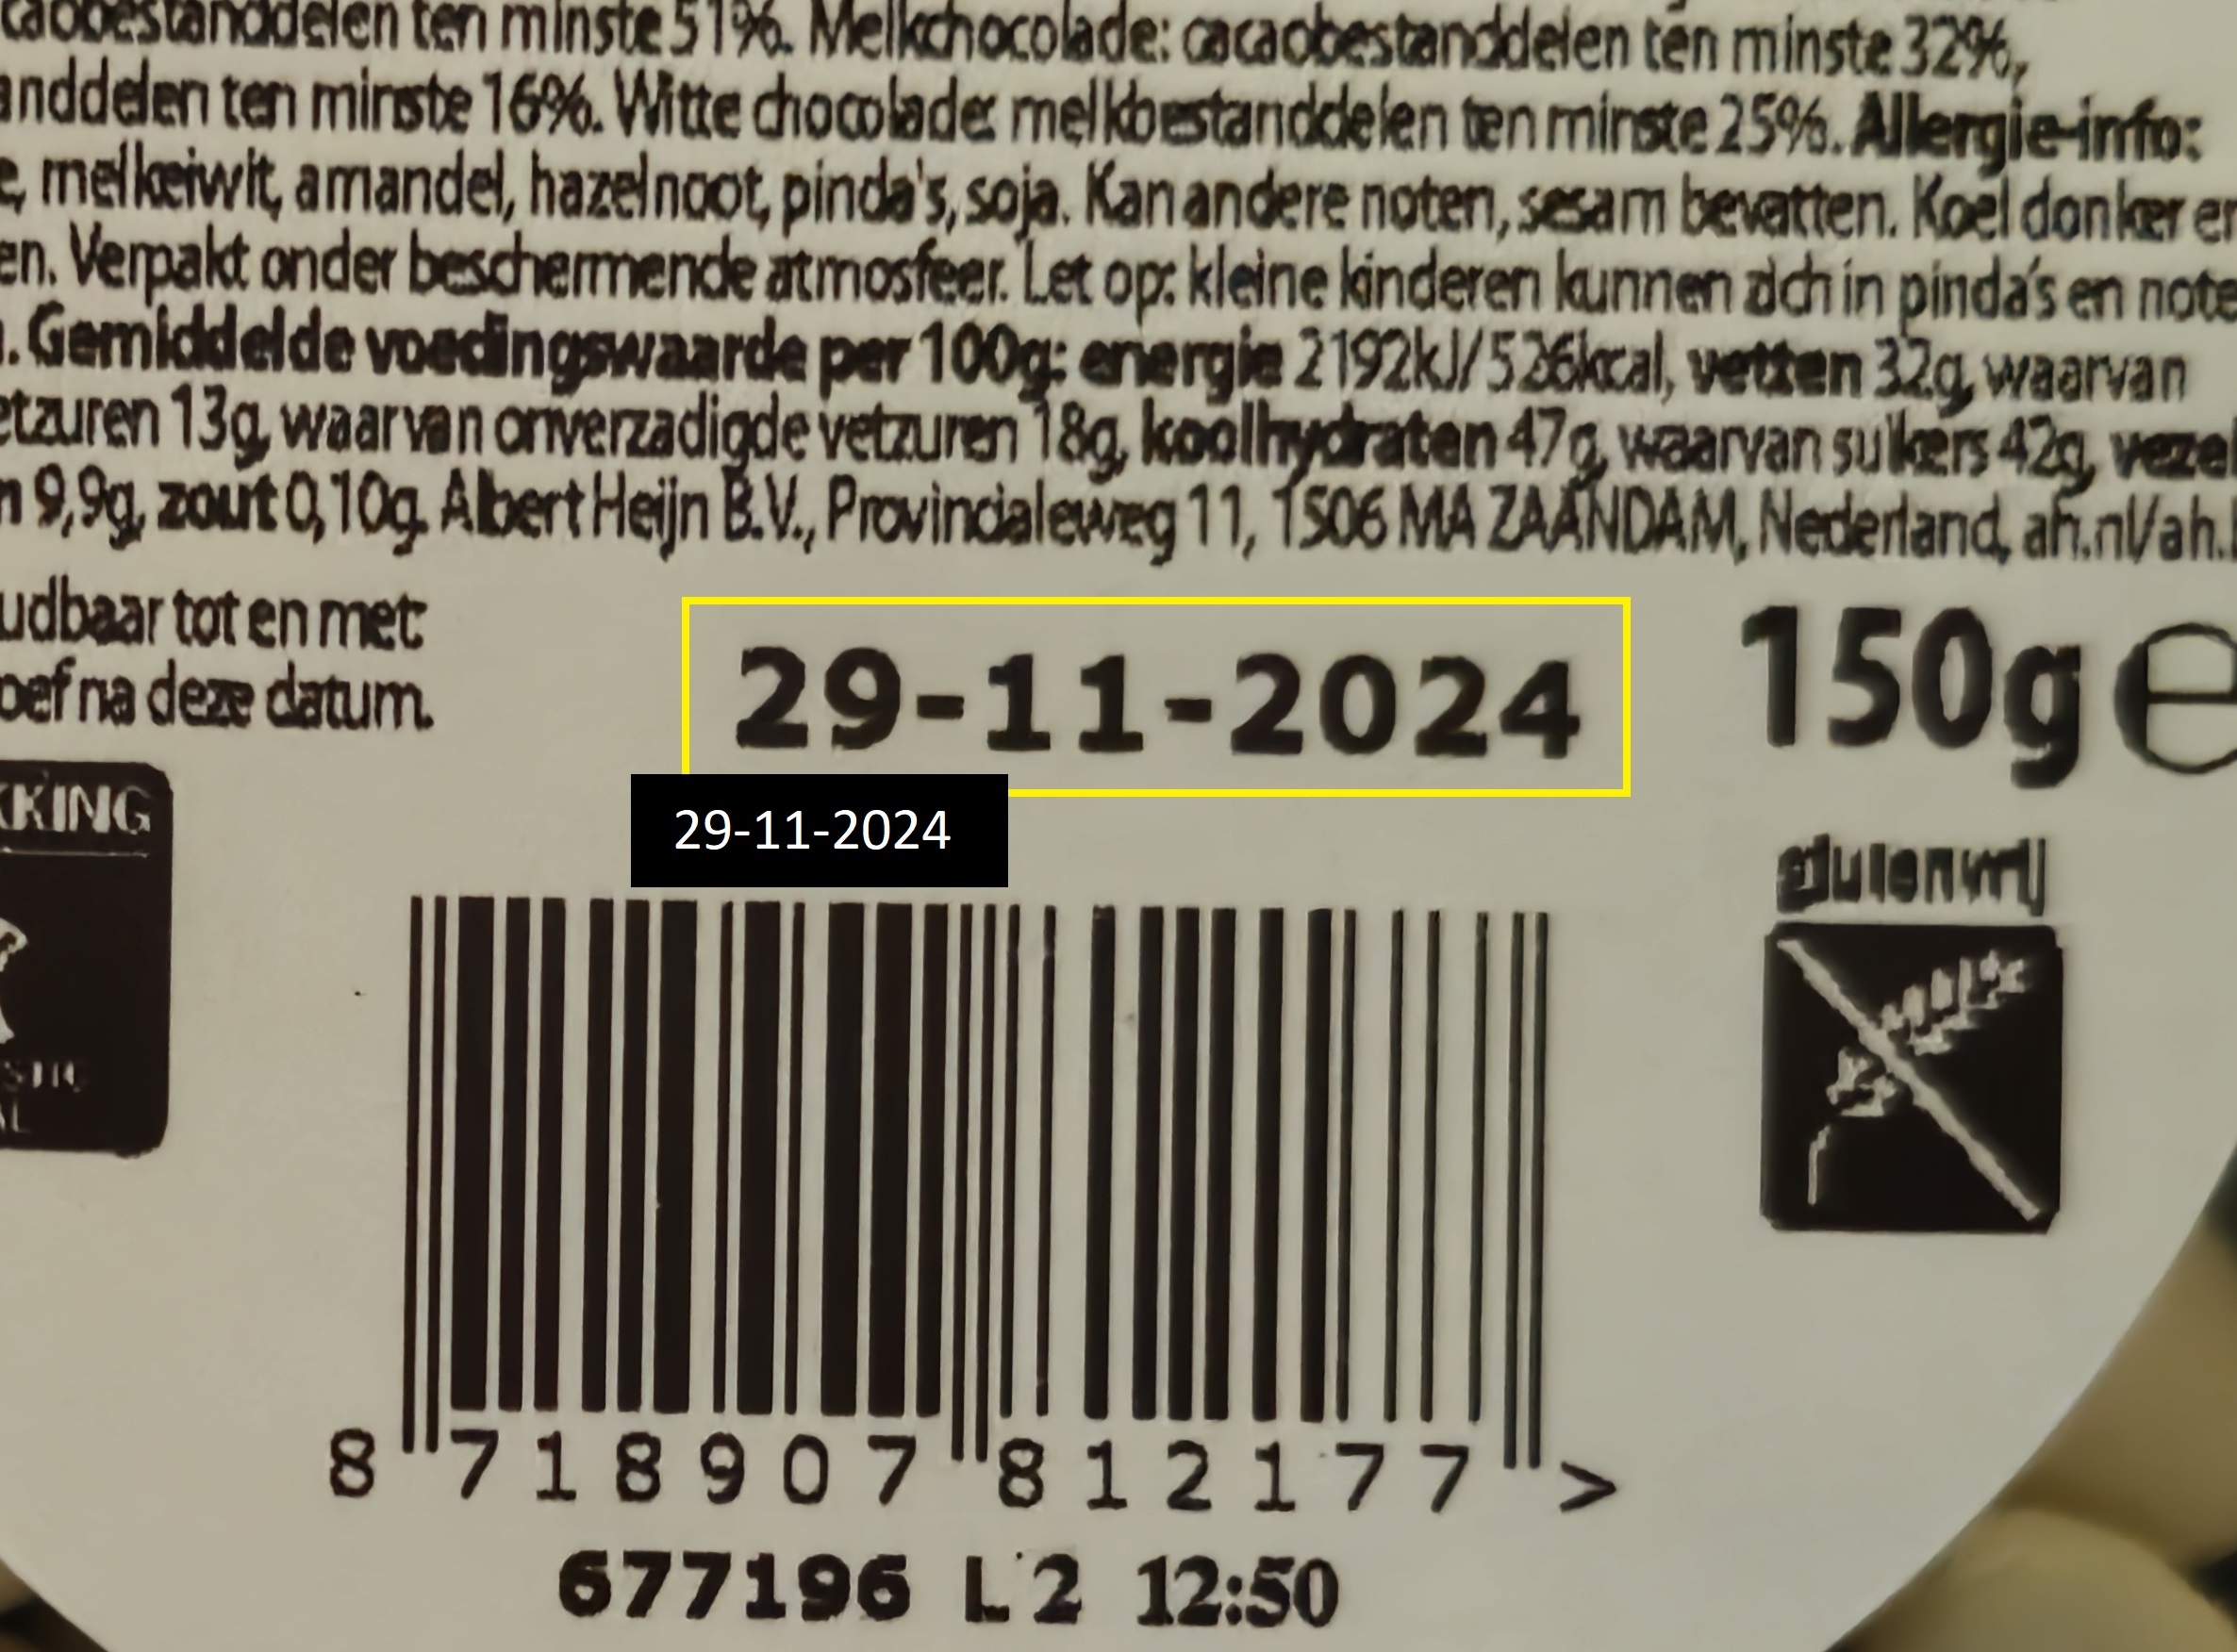 cacaobestanddelen ten minste 51%. Melkchocolade: cacaobestanddelen ten minste 32%,
anddelen ten minste 16%. Witte chocolade: melkbestanddelen ten minste 25%. Allergie-info:
e, melkeiwit, amandel, hazelnoot, pinda's, soja. Kan andere noten, sesam bevatten. Koel donker en
en. Verpakt onder beschermende atmosfeer. Let op: kleine kinderen kunnen zich in pinda's en note
. Gemiddelde voedingswaarde per 100g: energie 2192kJ/526kcal, vetten 32g, waarvan
etzuren 13g, waarvan onverzadigde vetzuren 18g, koolhydraten 47g, waarvan suikers 42g, vezel
n 9,9g, zout 0,10g. Albert Heijn B.V., Provincialeweg 11, 1506 MA ZAANDAM, Nederland, ah.nl/ah.
udbaar tot en met:
oef na deze datum.
29-11-2024
150g e
29-11-2024
KKING
glutenvrij
STIC
AL
8 718907 812177 >
677196 L 2 12:50